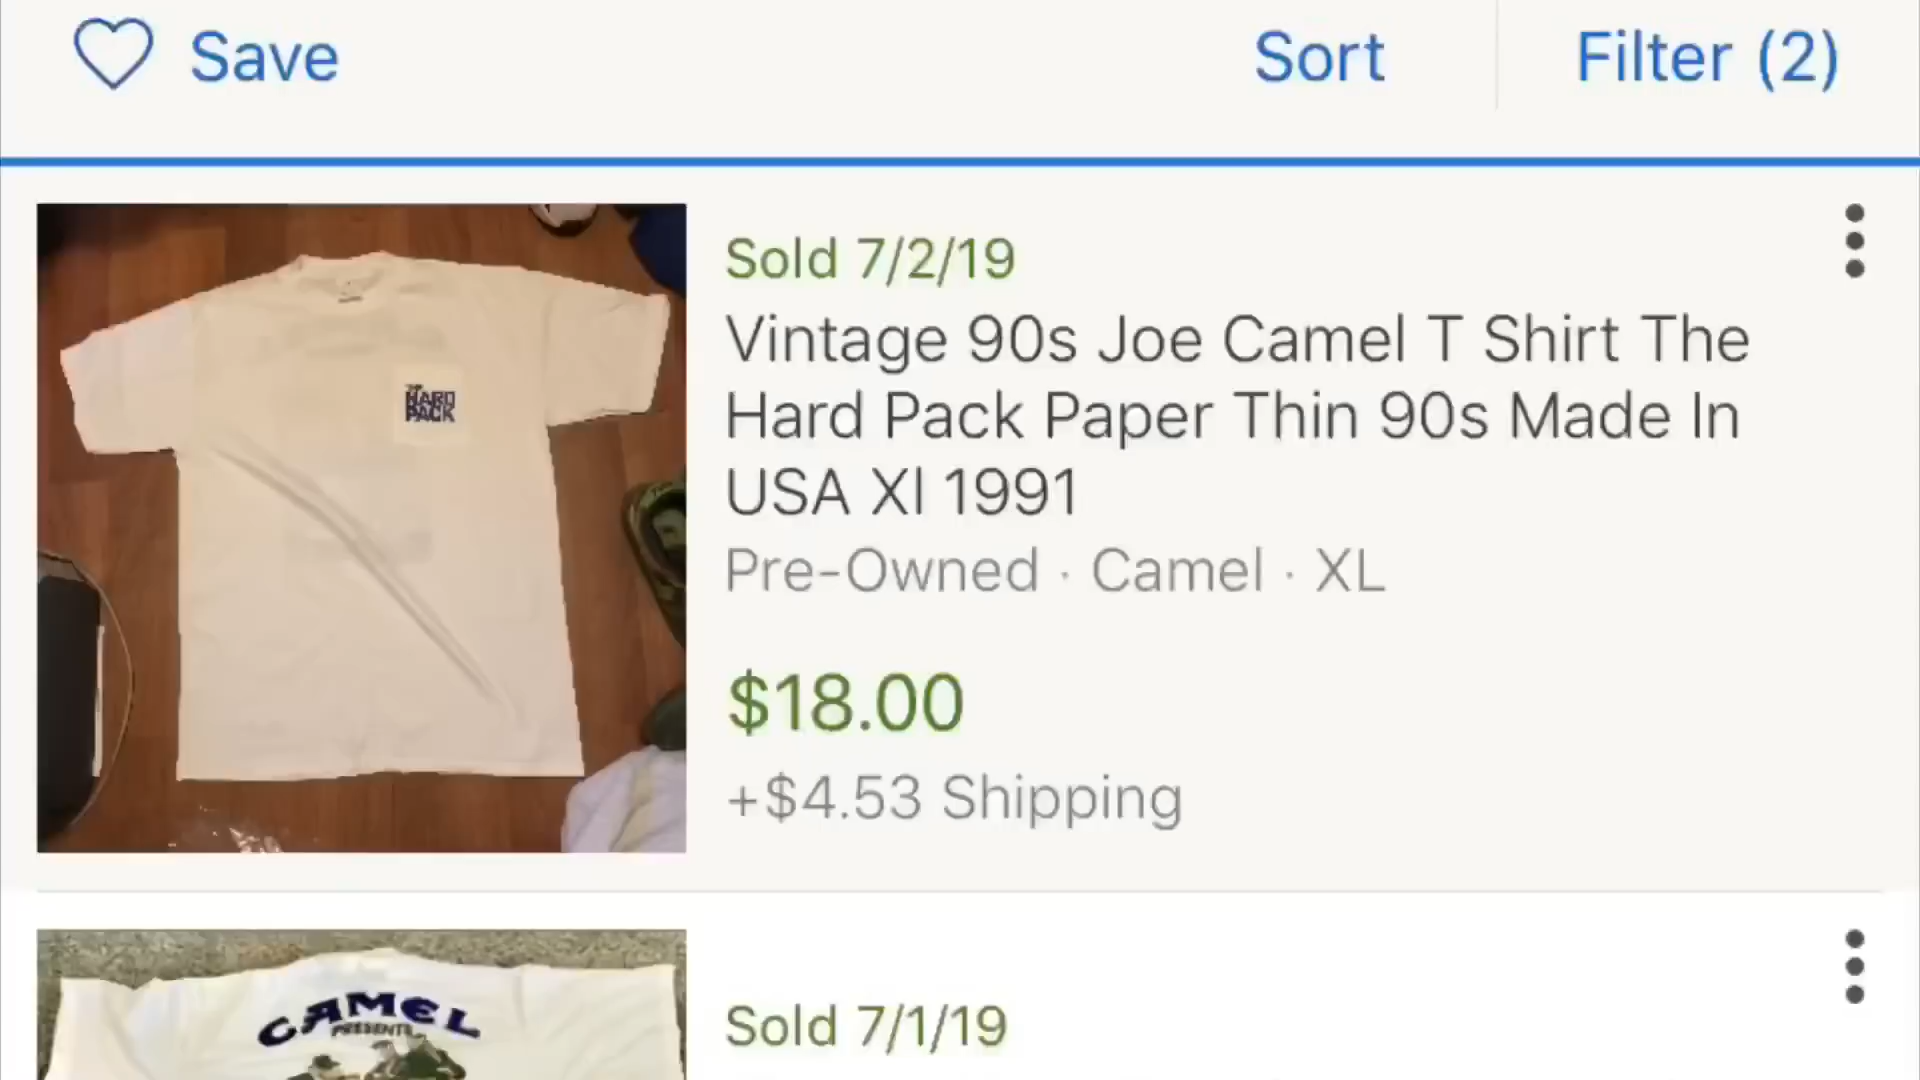 Save
Sort
Filter (2)
Sold 7/2/19
Vintage 90s Joe Camel T Shirt The
Hard Pack Paper Thin 90s Made In
USA Xl 1991
Pre-Owned · Camel · XL
$18.00
+$4.53 Shipping
THE
HARD
PACK
Sold 7/1/19
CAMEL
PRESENTS